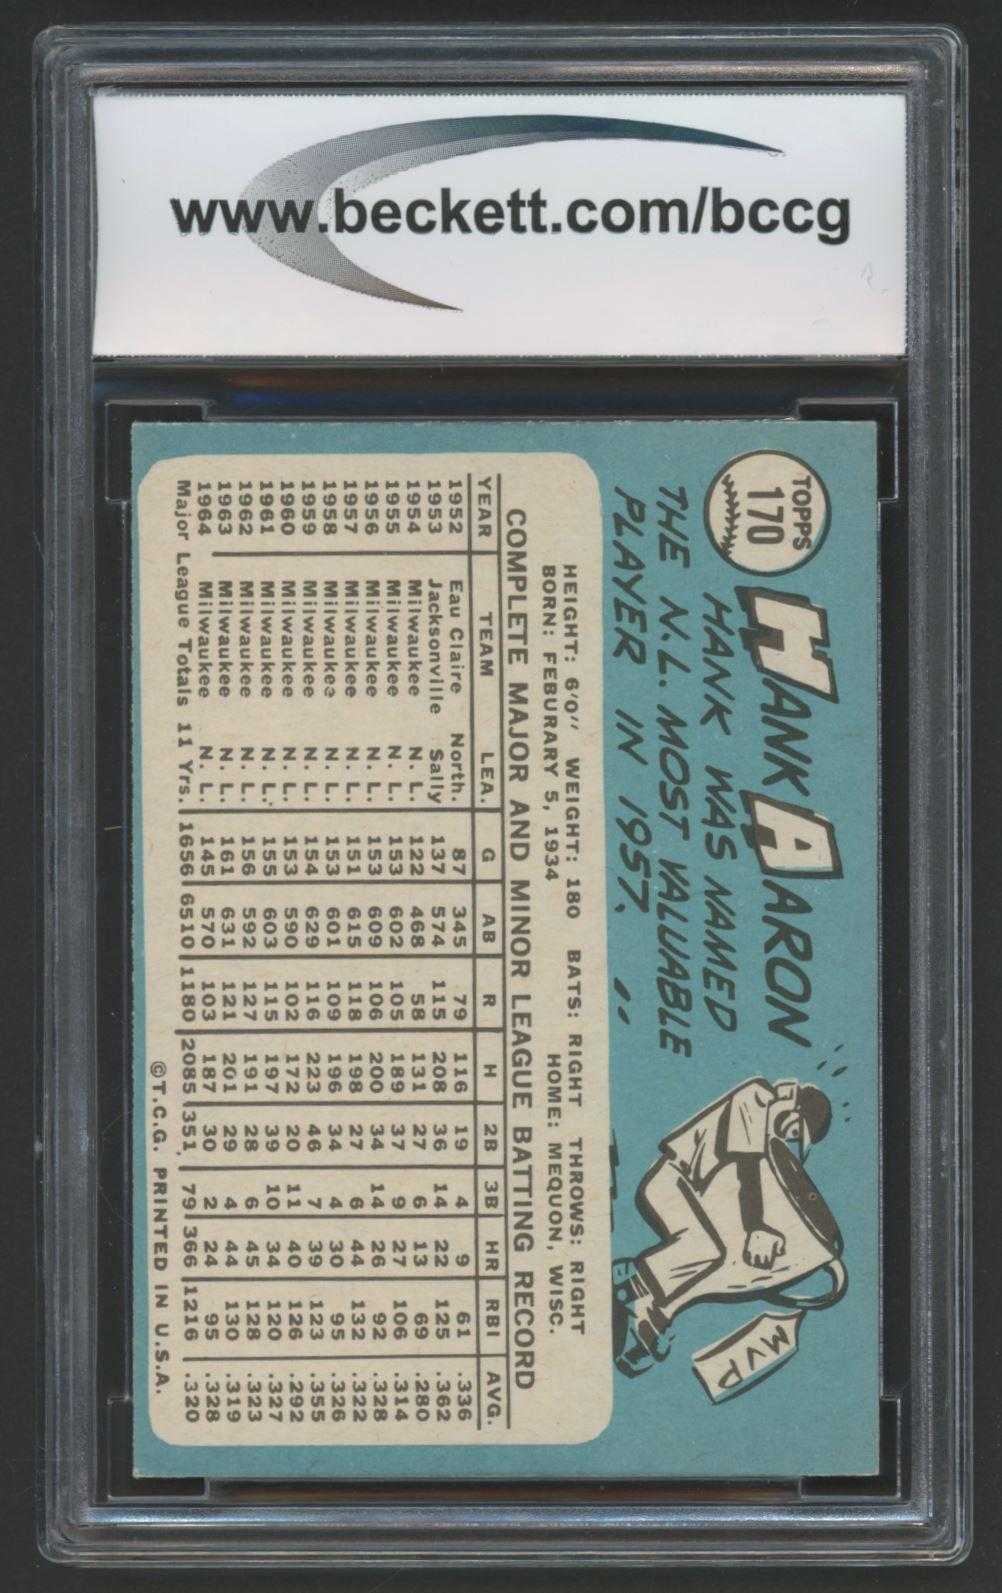 www.beckett.com/bccg
TOPPS
170
HANK AARON
HANK WAS NAMED
THE N.L. MOST VALUABLE
PLAYER IN 1957.
MVP
HEIGHT: 6'0" WEIGHT: 180 BATS: RIGHT THROWS: RIGHT
BORN: FEBURARY 5, 1934 HOME: MEQUON, WISC.
COMPLETE MAJOR AND MINOR LEAGUE BATTING RECORD
YEAR TEAM LEA. G AB R H 2B 3B HR RBI AVG.
1952 Eau Claire North. 87 345 79 116 19 4 9 61 .336
1953 Jacksonville Sally 137 574 115 208 36 14 22 125 .362
1954 Milwaukee N. L. 122 468 58 131 27 6 13 69 .280
1955 Milwaukee N. L. 153 602 105 189 37 9 27 106 .314
1956 Milwaukee N. L. 153 609 106 200 34 14 26 92 .328
1957 Milwaukee N. L. 151 615 118 198 27 6 44 132 .322
1958 Milwaukee N. L. 153 601 109 196 34 4 30 95 .326
1959 Milwaukee N. L. 154 629 116 223 46 7 39 123 .355
1960 Milwaukee N. L. 153 590 102 172 20 11 40 126 .292
1961 Milwaukee N. L. 155 603 115 197 39 10 34 120 .327
1962 Milwaukee N. L. 156 592 127 191 28 6 45 128 .323
1963 Milwaukee N. L. 161 631 121 201 29 4 44 130 .319
1964 Milwaukee N. L. 145 570 103 187 30 2 24 95 .328
Major League Totals 11 Yrs. 1656 6510 1180 2085 351 79 366 1216 .320
©T.C.G. PRINTED IN U.S.A.